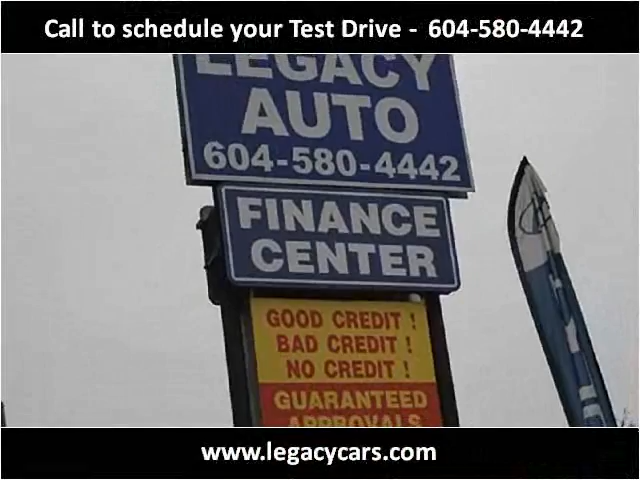 Call to schedule your Test Drive - 604-580-4442
LEGACY
AUTO
604-580-4442
FINANCE
CENTER
GOOD CREDIT !
BAD CREDIT !
NO CREDIT !
GUARANTEED
APPROVALS
www.legacycars.com